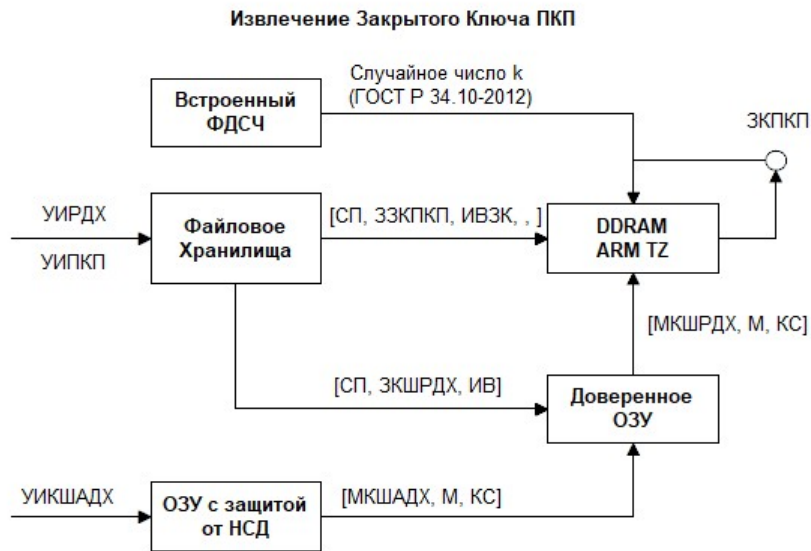 Извлечение Закрытого Ключа ПКП
Случайное число k
(ГОСТ Р 34.10-2012)
Встроенный
ФДСЧ
ЗКПКП
УИРДХ
УИПКП
Файловое
Хранилища
[СП, ЗЗКПКП, ИВЗК, , ]
DDRAM
ARM TZ
[МКШРДХ, М, КС]
[СП, ЗКШРДХ, ИВ]
Доверенное
ОЗУ
УИКШАДХ
ОЗУ с защитой
от НСД
[МКШАДХ, М, КС]